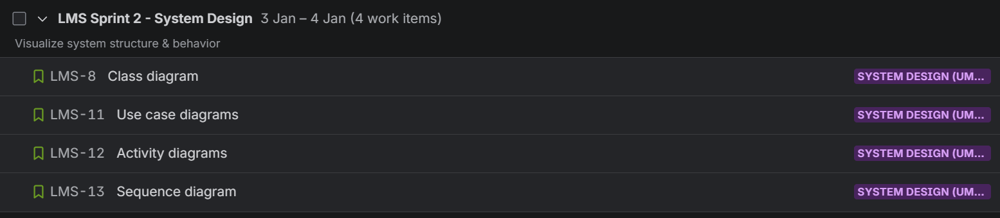 LMS Sprint 2 - System Design 3 Jan – 4 Jan (4 work items)
Visualize system structure & behavior
LMS-8 Class diagram SYSTEM DESIGN (UM...
LMS-11 Use case diagrams SYSTEM DESIGN (UM...
LMS-12 Activity diagrams SYSTEM DESIGN (UM...
LMS-13 Sequence diagram SYSTEM DESIGN (UM...